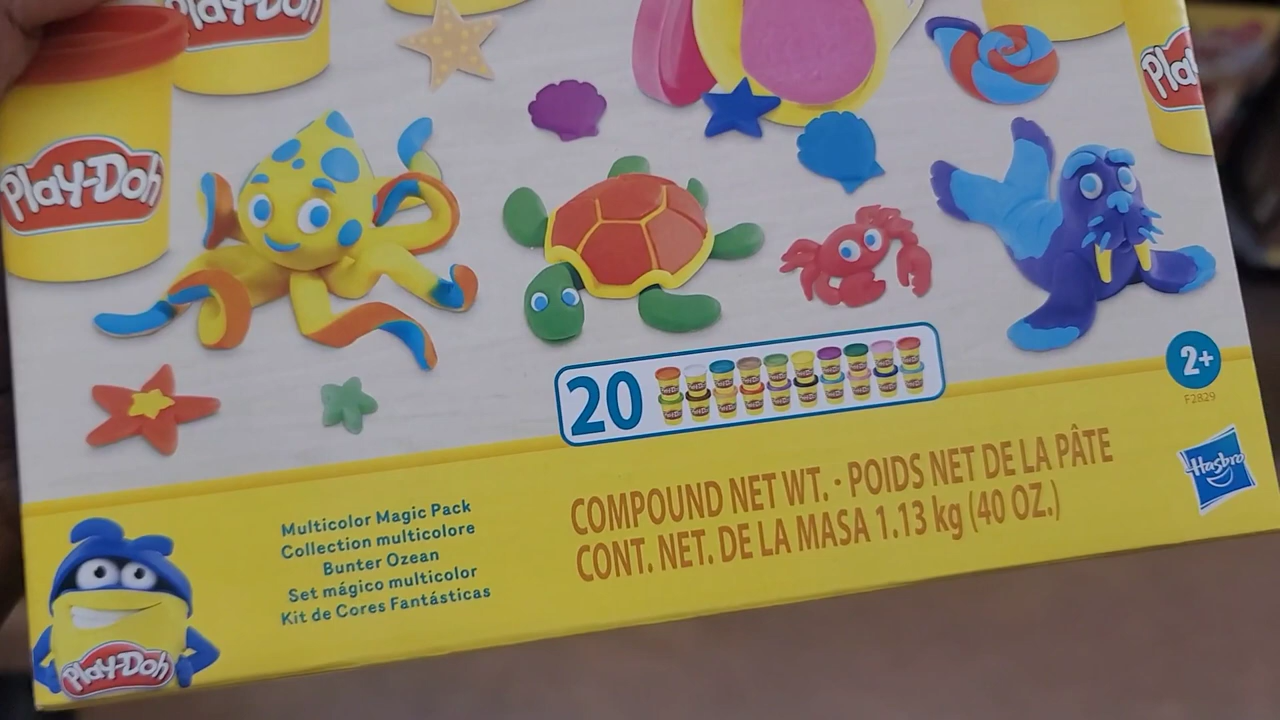 Play-Doh
Play-Doh
Pla
20
2+
F2829
Hasbro
Multicolor Magic Pack
Collection multicolore
Bunter Ozean
Set mágico multicolor
Kit de Cores Fantásticas
COMPOUND NET WT. · POIDS NET DE LA PÂTE
CONT. NET. DE LA MASA 1.13 kg (40 OZ.)
Play-Doh